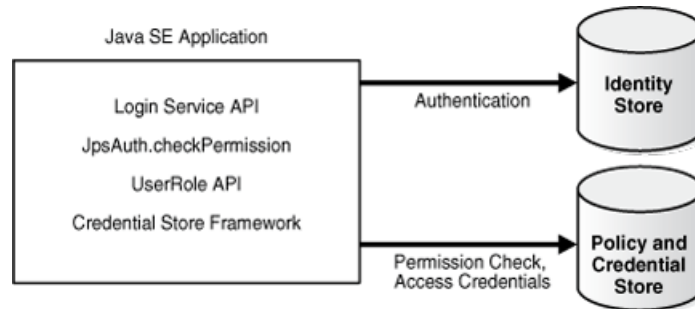 Java SE Application
Login Service API
JpsAuth.checkPermission
UserRole API
Credential Store Framework
Authentication
Identity
Store
Permission Check,
Access Credentials
Policy and
Credential
Store